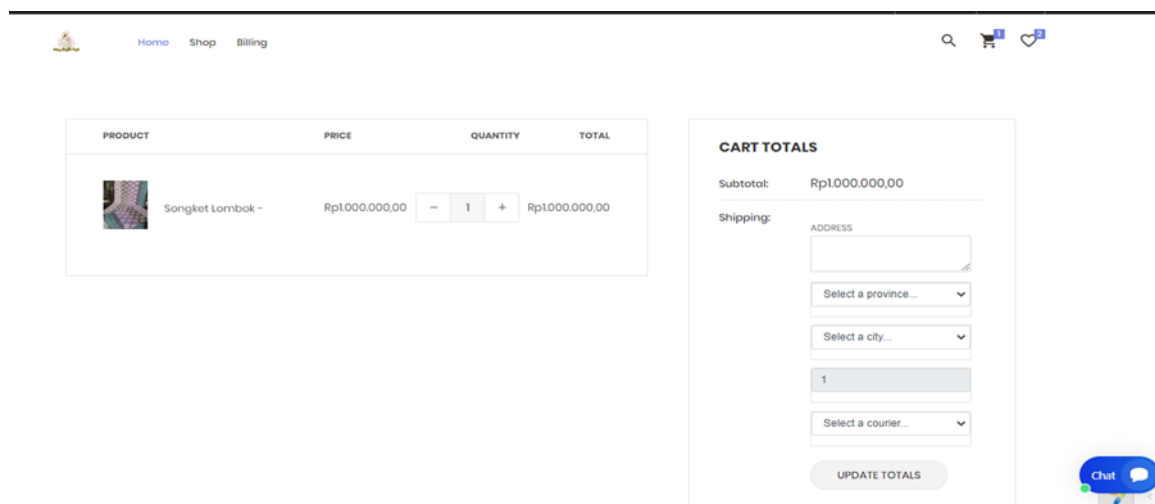 Home Shop Billing
1 2
PRODUCT PRICE QUANTITY TOTAL
Songket Lombok - Rp1.000.000,00 − 1 + Rp1.000.000,00
CART TOTALS
Subtotal: Rp1.000.000,00
Shipping:
ADDRESS
Select a province...
Select a city...
1
Select a courier...
UPDATE TOTALS
Chat